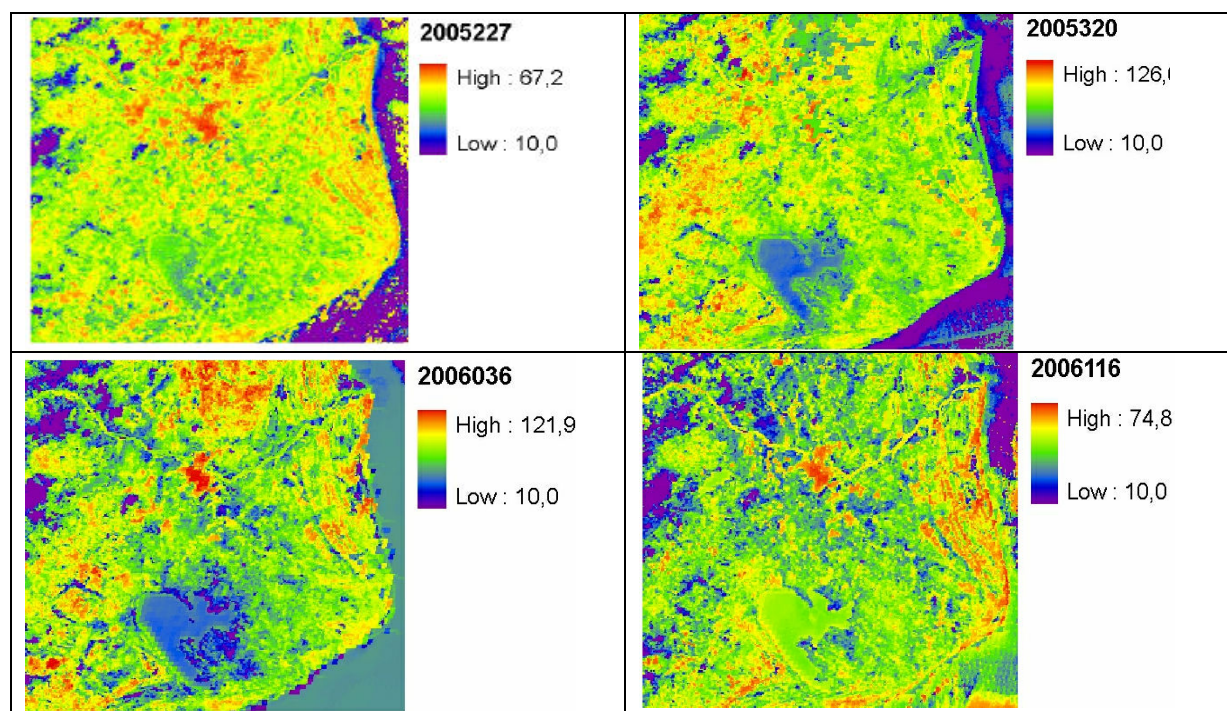 2005227
High : 67,2
Low : 10,0
2005320
High : 126,
Low : 10,0
2006036
High : 121,9
Low : 10,0
2006116
High : 74,8
Low : 10,0